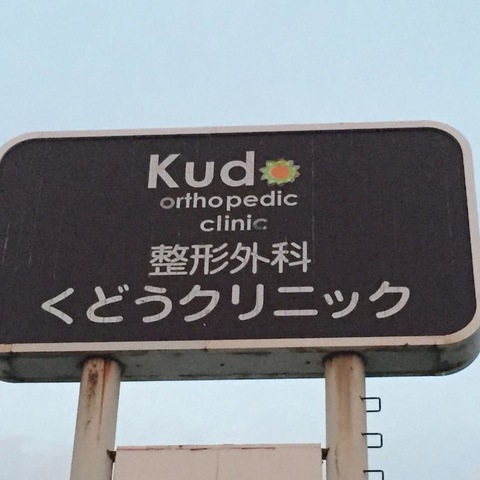 Kudo
orthopedic
clinic
整形外科
くどうクリニック